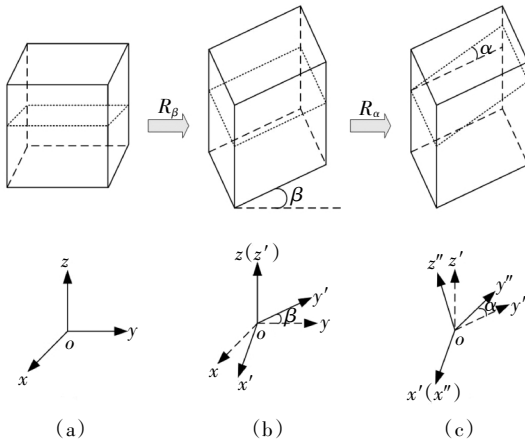 R_β
R_α
α
β
z
y
o
x
(a)
z(z′)
y′
β
y
o
x
x′
(b)
z″
z′
y″
α
y′
o
x′(x″)
(c)